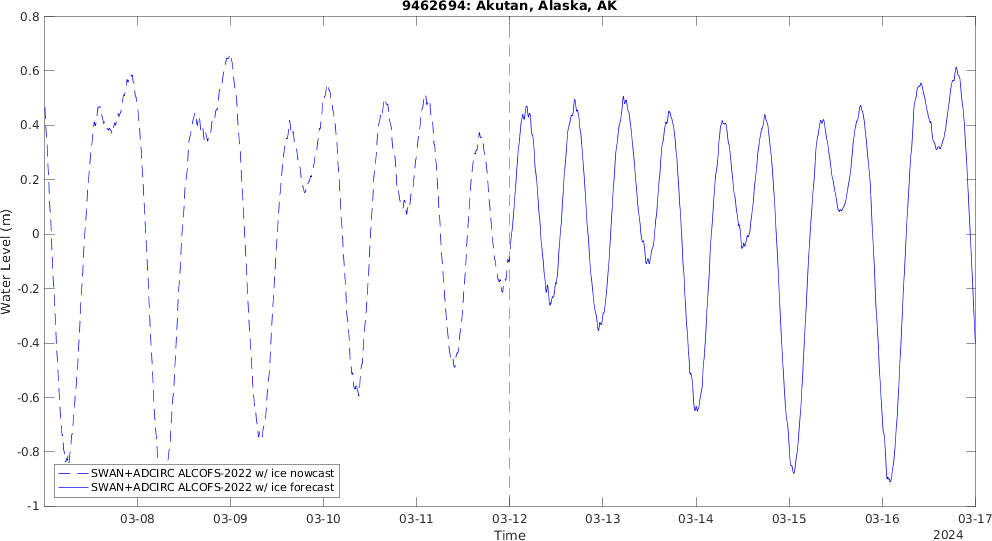 9462694: Akutan, Alaska, AK
0.8
0.6
0.4
0.2
0
-0.2
-0.4
-0.6
-0.8
-1
Water Level (m)
SWAN+ADCIRC ALCOFS-2022 w/ ice nowcast
SWAN+ADCIRC ALCOFS-2022 w/ ice forecast
03-08 03-09 03-10 03-11 03-12 03-13 03-14 03-15 03-16 03-17
Time
2024